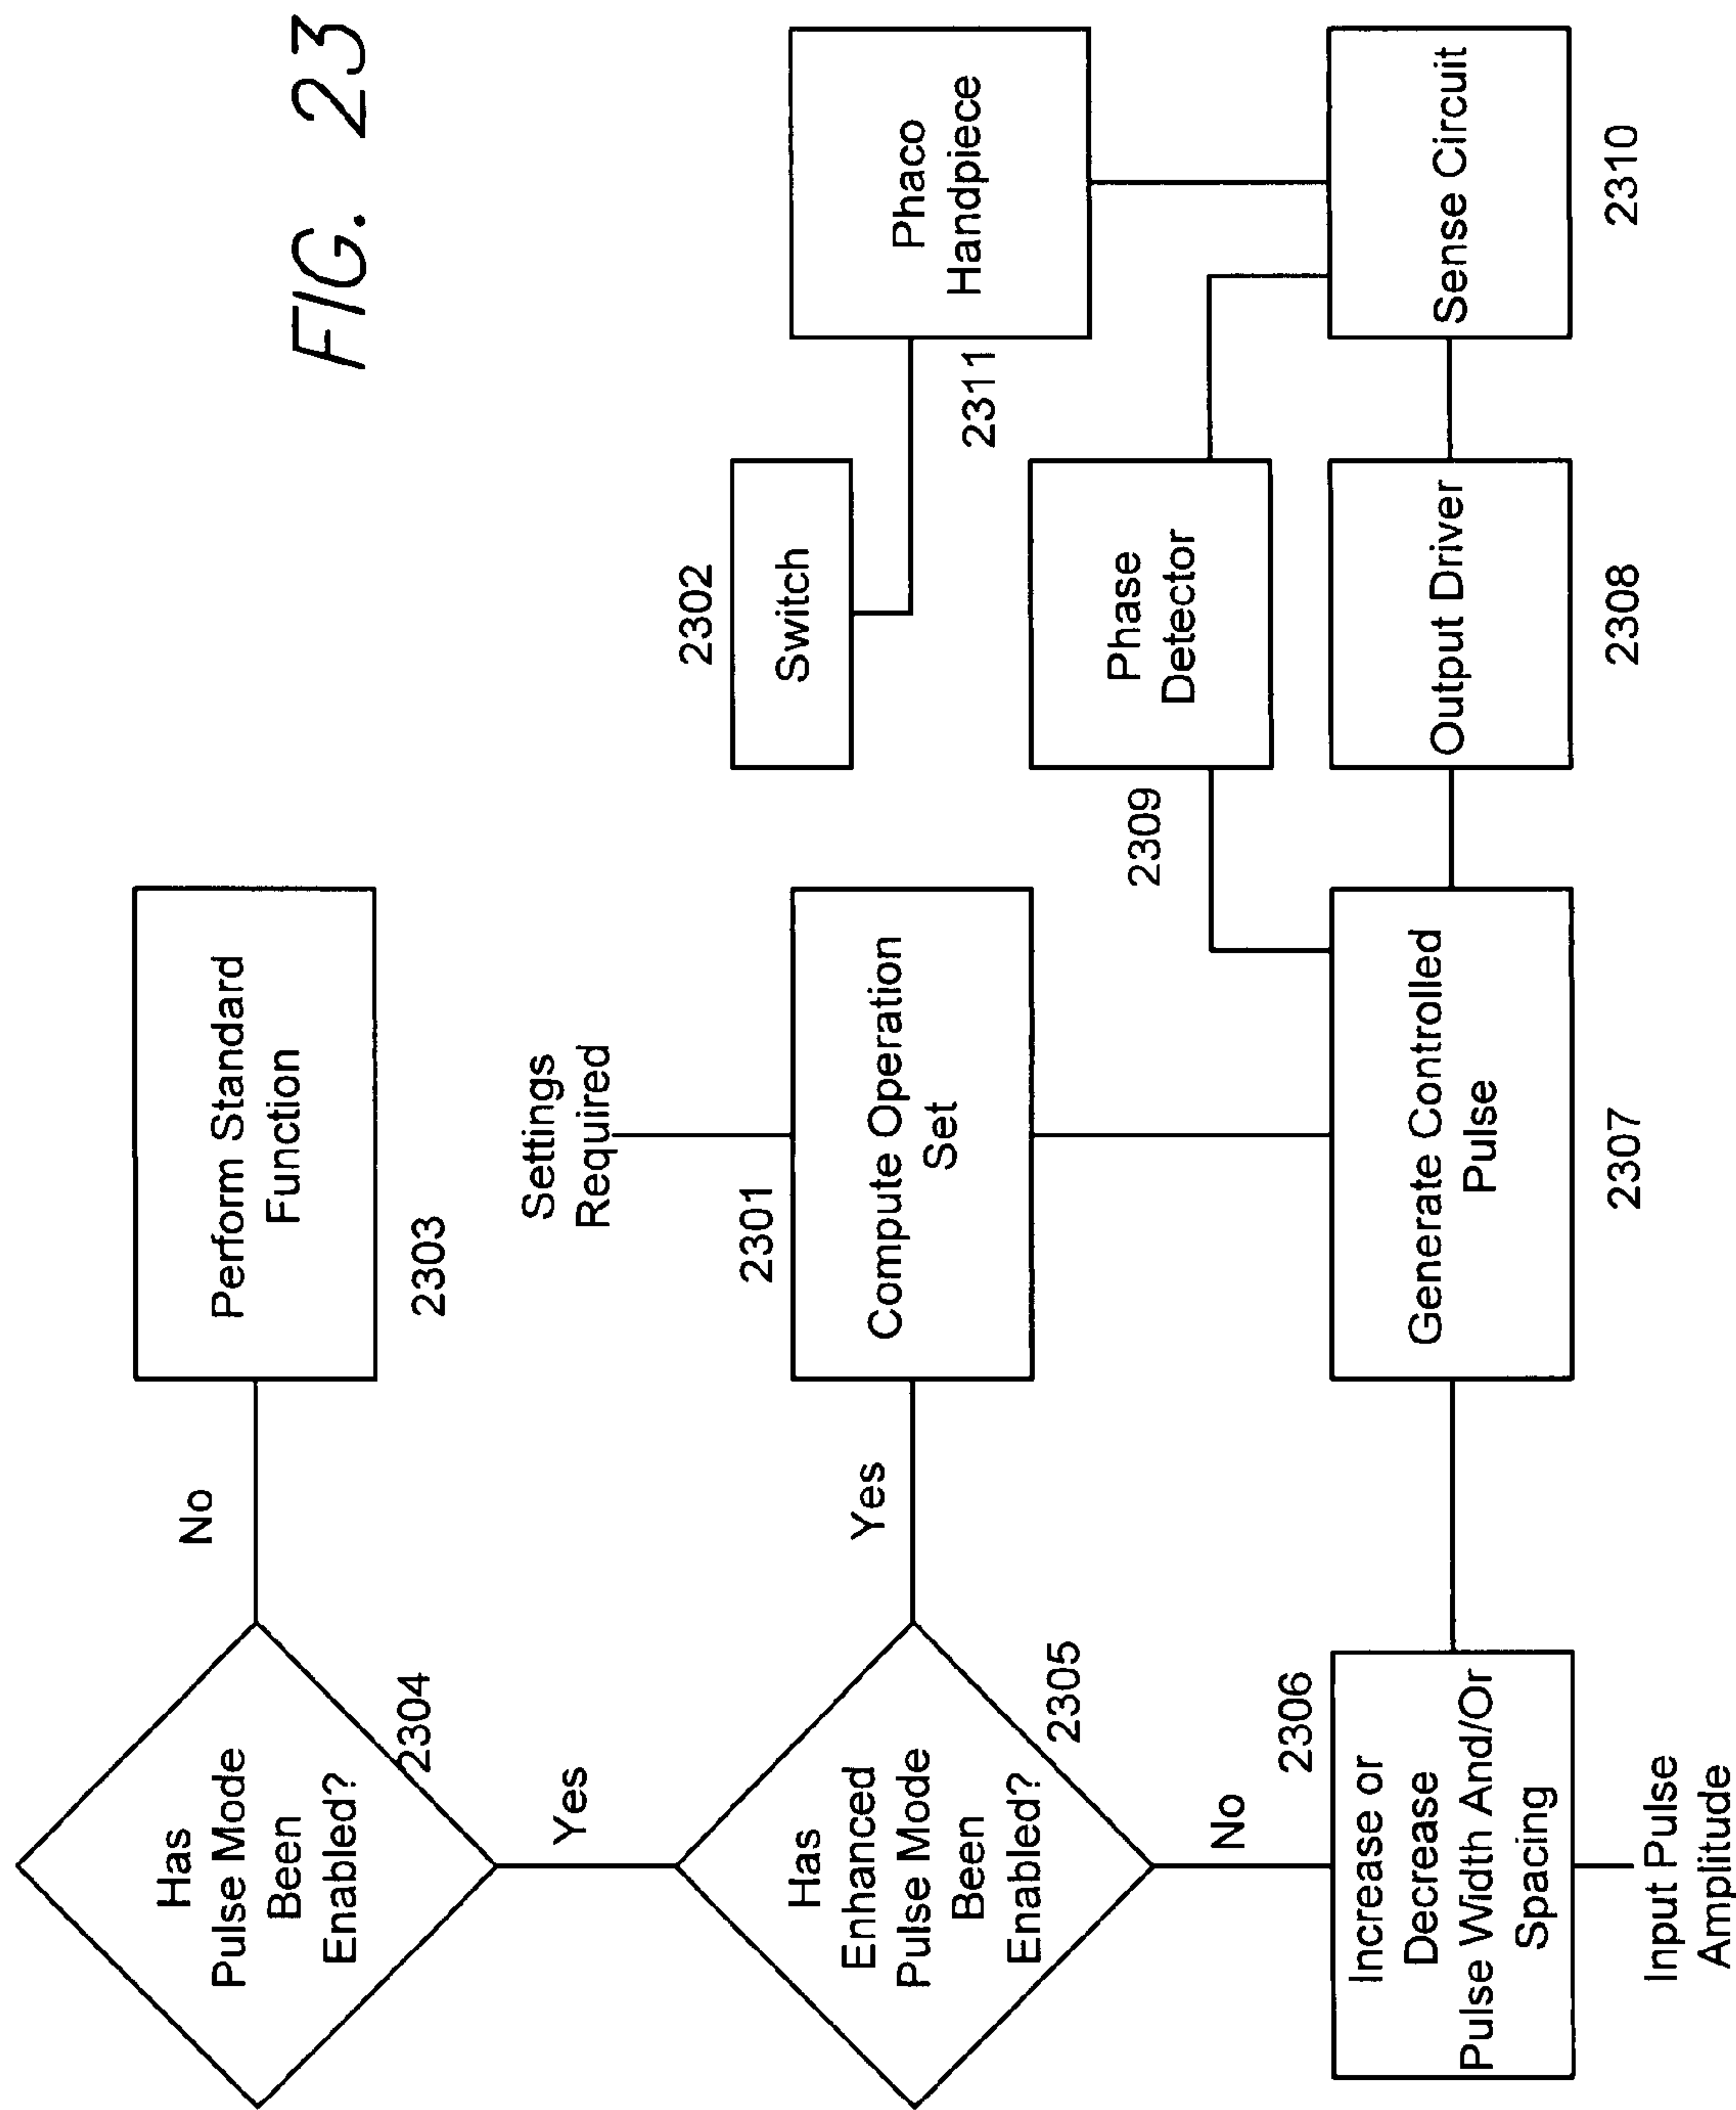 FIG. 23
Has
Pulse Mode
Been
Enabled?
2304
No
Perform Standard
Function
2303
Yes
Has
Enhanced
Pulse Mode
Been
Enabled?
2305
Yes
Settings
Required
2301
Compute Operation
Set
2302
Switch
Phaco
Handpiece
2311
No
2306
Increase or
Decrease
Pulse Width And/Or
Spacing
Input Pulse
Amplitude
Generate Controlled
Pulse
2307
2309
Phase
Detector
Output Driver
2308
Sense Circuit
2310